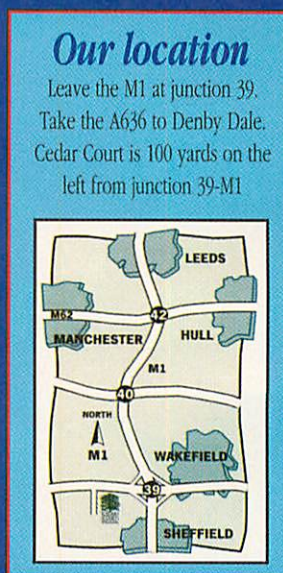 Our location
Leave the M1 at junction 39.
Take the A636 to Denby Dale.
Cedar Court is 100 yards on the
left from junction 39-M1
LEEDS
M62
42
MANCHESTER
HULL
M1
40
NORTH
M1
WAKEFIELD
39
SHEFFIELD